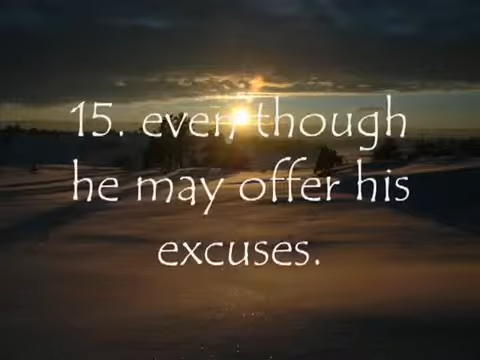 15. even though
he may offer his
excuses.